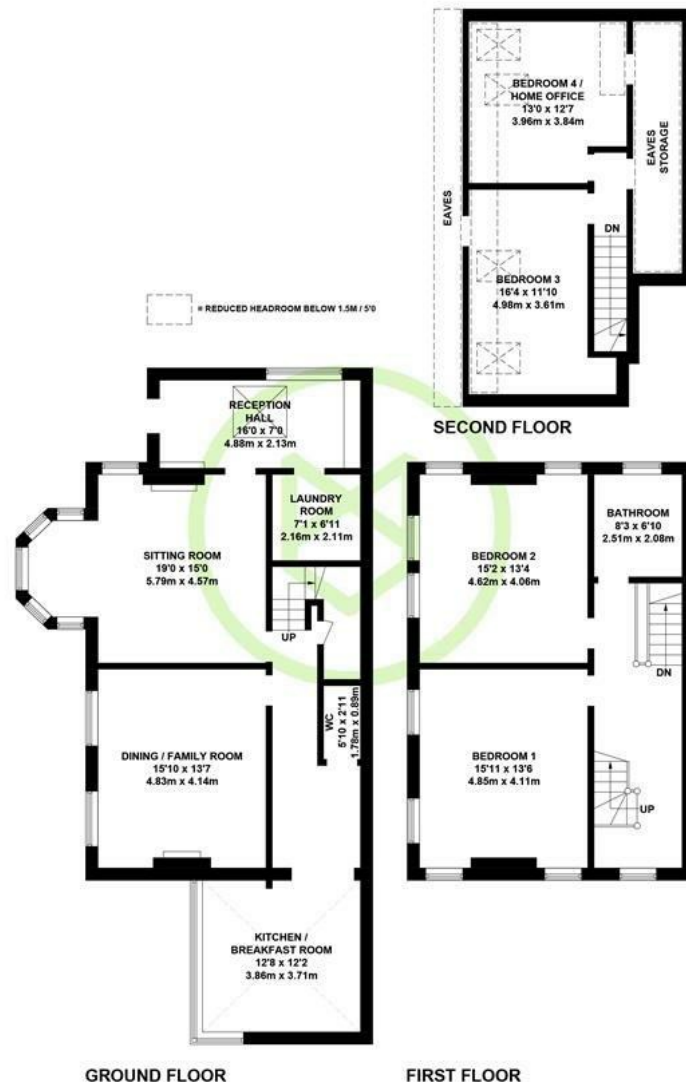 BEDROOM 4 /
HOME OFFICE
13'0 x 12'7
3.96m x 3.84m
EAVES
STORAGE
EAVES
DN
BEDROOM 3
16'4 x 11'10
4.98m x 3.61m
= REDUCED HEADROOM BELOW 1.5M / 5'0
SECOND FLOOR
RECEPTION
HALL
16'0 x 7'0
4.88m x 2.13m
LAUNDRY
ROOM
7'1 x 6'11
2.16m x 2.11m
SITTING ROOM
19'0 x 15'0
5.79m x 4.57m
UP
WC
5'10 x 2'11
1.78m x 0.89m
DINING / FAMILY ROOM
15'10 x 13'7
4.83m x 4.14m
KITCHEN /
BREAKFAST ROOM
12'8 x 12'2
3.86m x 3.71m
GROUND FLOOR
BATHROOM
8'3 x 6'10
2.51m x 2.08m
BEDROOM 2
15'2 x 13'4
4.62m x 4.06m
DN
BEDROOM 1
15'11 x 13'6
4.85m x 4.11m
UP
FIRST FLOOR